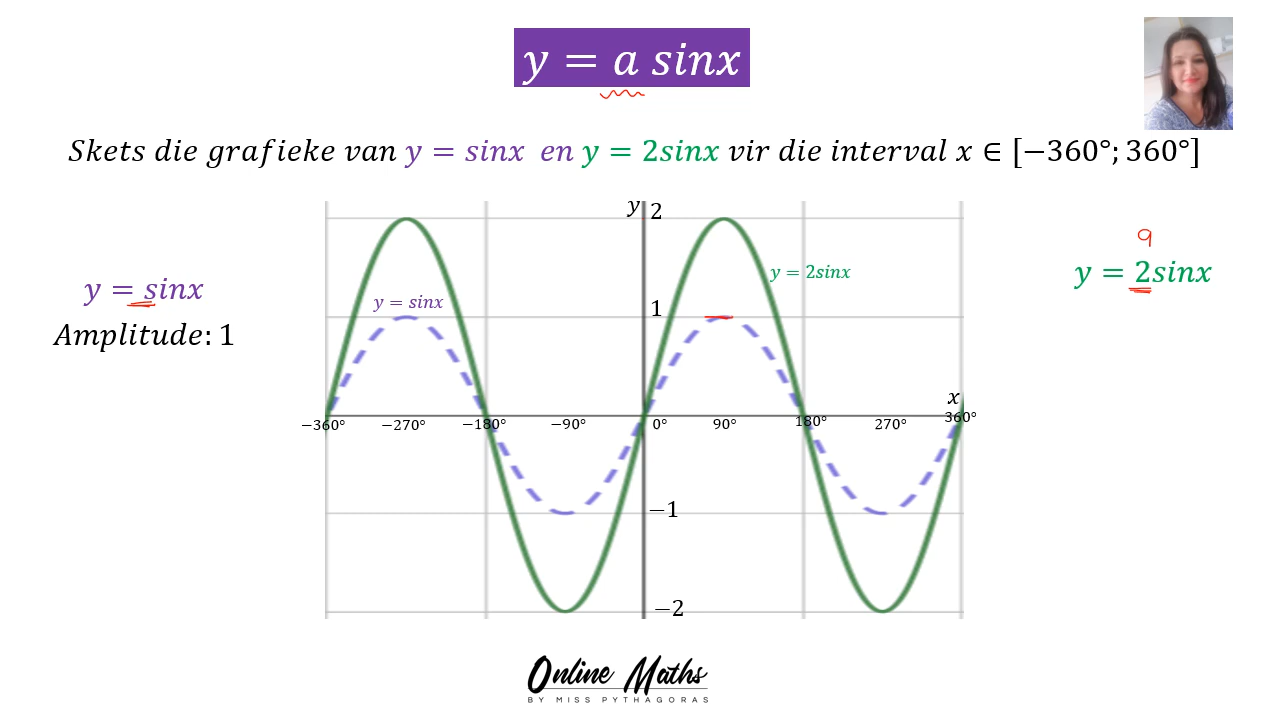 y = a sinx
Skets die grafieke van y = sinx en y = 2sinx vir die interval x ∈ [−360°; 360°]
y = sinx
Amplitude: 1
y
2
y = 2sinx
y = sinx
1
x
−360°
−270°
−180°
−90°
0°
90°
180°
270°
360°
−1
−2
a
y = 2sinx
Online Maths
BY MISS PYTHAGORAS